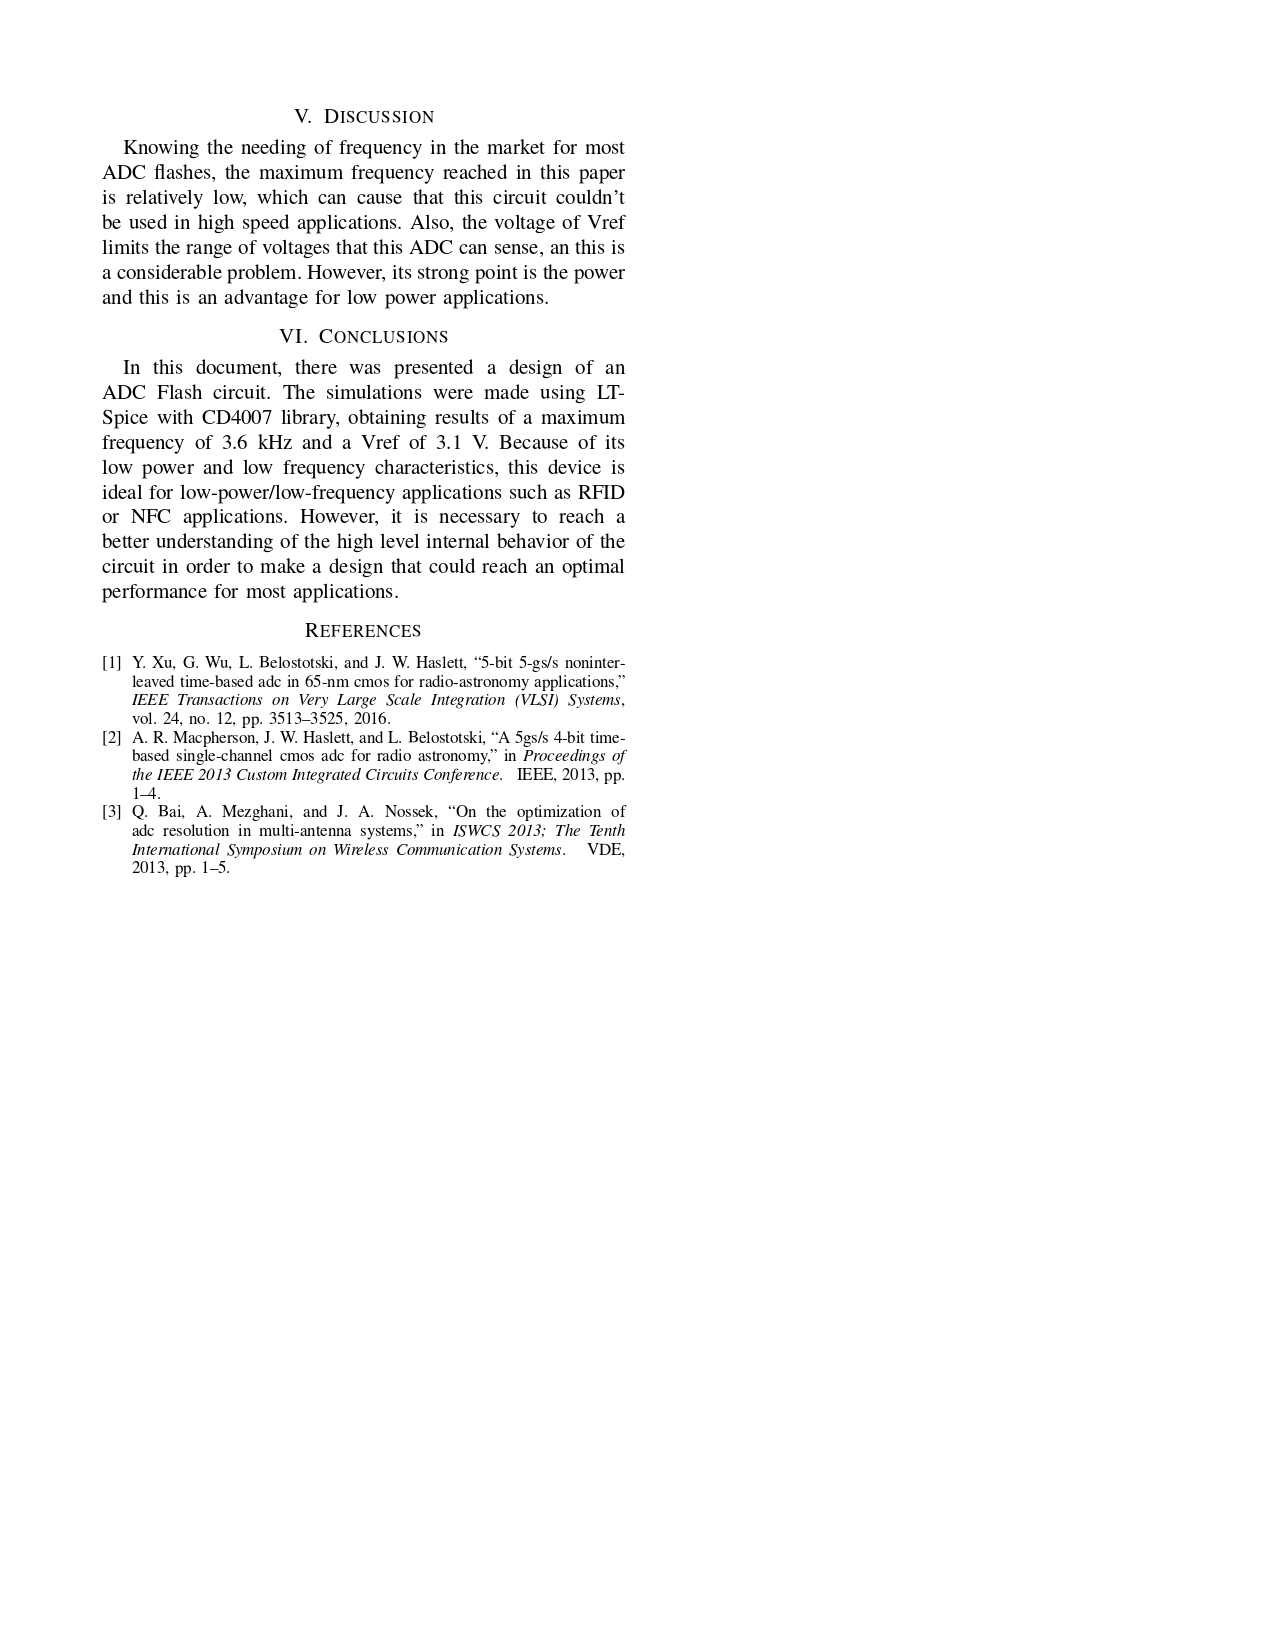 V. DISCUSSION
Knowing the needing of frequency in the market for most
ADC flashes, the maximum frequency reached in this paper
is relatively low, which can cause that this circuit couldn't
be used in high speed applications. Also, the voltage of Vref
limits the range of voltages that this ADC can sense, an this is
a considerable problem. However, its strong point is the power
and this is an advantage for low power applications.
VI. CONCLUSIONS
In this document, there was presented a design of an
ADC Flash circuit. The simulations were made using LT-
Spice with CD4007 library, obtaining results of a maximum
frequency of 3.6 kHz and a Vref of 3.1 V. Because of its
low power and low frequency characteristics, this device is
ideal for low-power/low-frequency applications such as RFID
or NFC applications. However, it is necessary to reach a
better understanding of the high level internal behavior of the
circuit in order to make a design that could reach an optimal
performance for most applications.
REFERENCES
[1] Y. Xu, G. Wu, L. Belostotski, and J. W. Haslett, “5-bit 5-gs/s noninter-
leaved time-based adc in 65-nm cmos for radio-astronomy applications,”
IEEE Transactions on Very Large Scale Integration (VLSI) Systems,
vol. 24, no. 12, pp. 3513–3525, 2016.
[2] A. R. Macpherson, J. W. Haslett, and L. Belostotski, “A 5gs/s 4-bit time-
based single-channel cmos adc for radio astronomy,” in Proceedings of
the IEEE 2013 Custom Integrated Circuits Conference. IEEE, 2013, pp.
1–4.
[3] Q. Bai, A. Mezghani, and J. A. Nossek, “On the optimization of
adc resolution in multi-antenna systems,” in ISWCS 2013; The Tenth
International Symposium on Wireless Communication Systems. VDE,
2013, pp. 1–5.